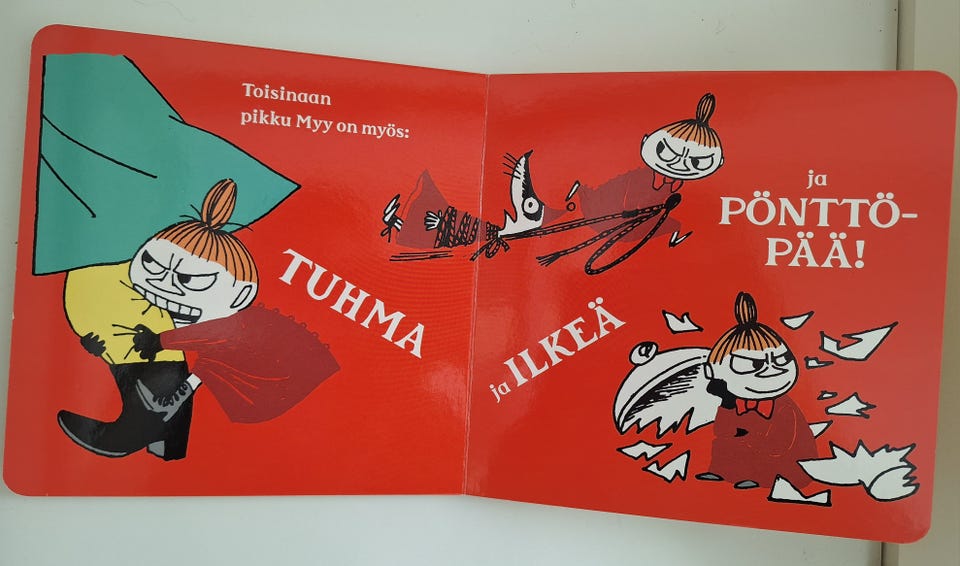 Toisinaan
pikku Myy on myös:
TUHMA
ja ILKEÄ
ja
PÖNTTÖ-
PÄÄ!